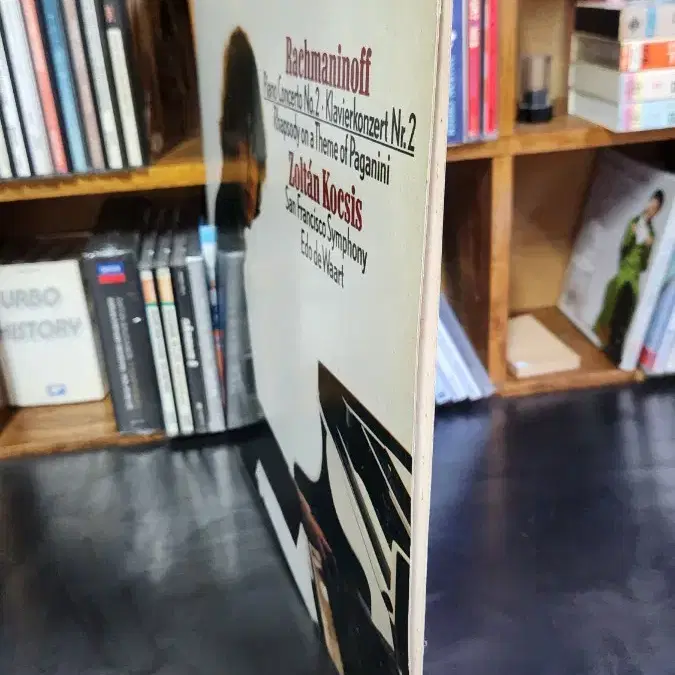 Rachmaninoff
Piano Concerto No. 2 · Klavierkonzert Nr. 2
Rhapsody on a Theme of Paganini
Zoltán Kocsis
San Francisco Symphony
Edo de Waart
URBO
HISTORY